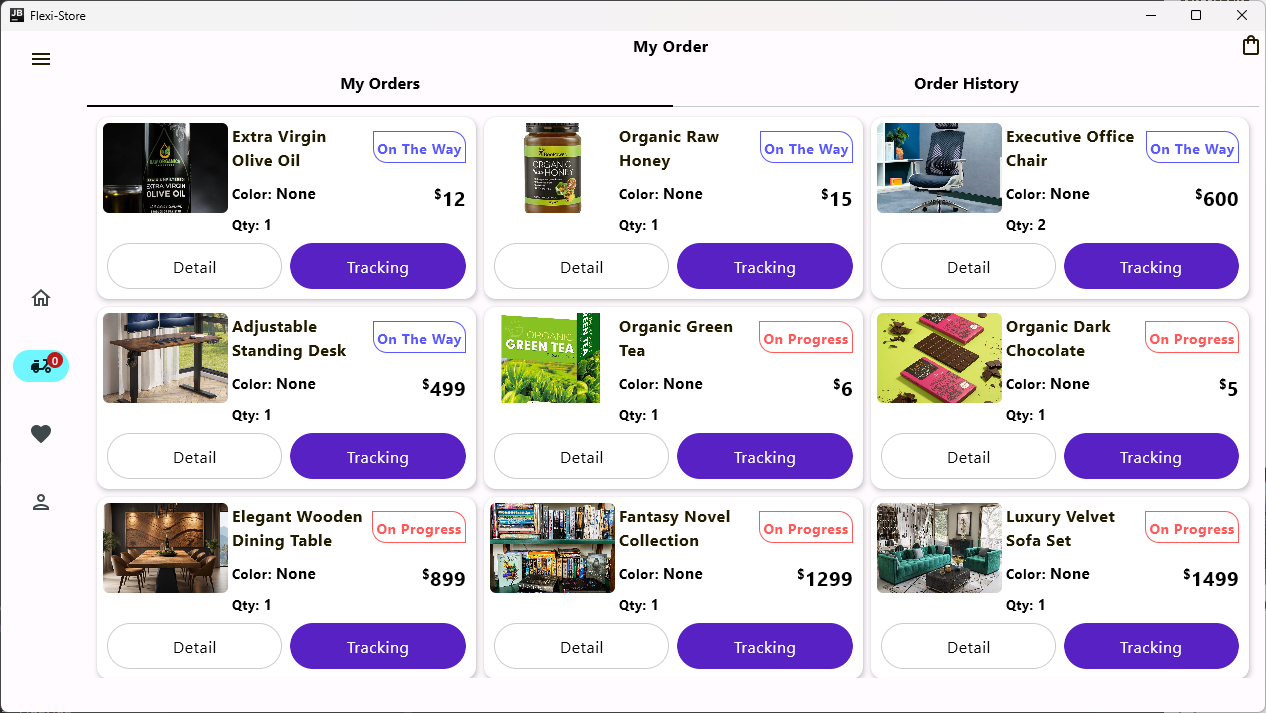 JB Flexi-Store
My Order
My Orders
Order History
Extra Virgin
Olive Oil
On The Way
Color: None
$12
Qty: 1
Detail
Tracking
Organic Raw
Honey
On The Way
Color: None
$15
Qty: 1
Detail
Tracking
Executive Office
Chair
On The Way
Color: None
$600
Qty: 2
Detail
Tracking
0
Adjustable
Standing Desk
On The Way
Color: None
$499
Qty: 1
Detail
Tracking
ORGANIC
GREEN TEA
Organic Green
Tea
On Progress
Color: None
$6
Qty: 1
Detail
Tracking
Organic Dark
Chocolate
On Progress
Color: None
$5
Qty: 1
Detail
Tracking
Elegant Wooden
Dining Table
On Progress
Color: None
$899
Qty: 1
Detail
Tracking
Fantasy Novel
Collection
On Progress
Color: None
$1299
Qty: 1
Detail
Tracking
Luxury Velvet
Sofa Set
On Progress
Color: None
$1499
Qty: 1
Detail
Tracking